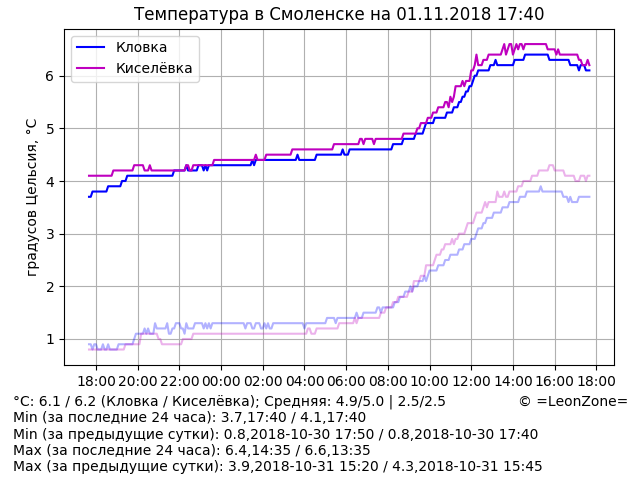 Температура в Смоленске на 01.11.2018 17:40
Кловка
Киселёвка
градусов Цельсия, °C
6
5
4
3
2
1
18:00 20:00 22:00 00:00 02:00 04:00 06:00 08:00 10:00 12:00 14:00 16:00 18:00
°C: 6.1 / 6.2 (Кловка / Киселёвка); Средняя: 4.9/5.0 | 2.5/2.5 © =LeonZone=
Min (за последние 24 часа): 3.7,17:40 / 4.1,17:40
Min (за предыдущие сутки): 0.8,2018-10-30 17:50 / 0.8,2018-10-30 17:40
Max (за последние 24 часа): 6.4,14:35 / 6.6,13:35
Max (за предыдущие сутки): 3.9,2018-10-31 15:20 / 4.3,2018-10-31 15:45